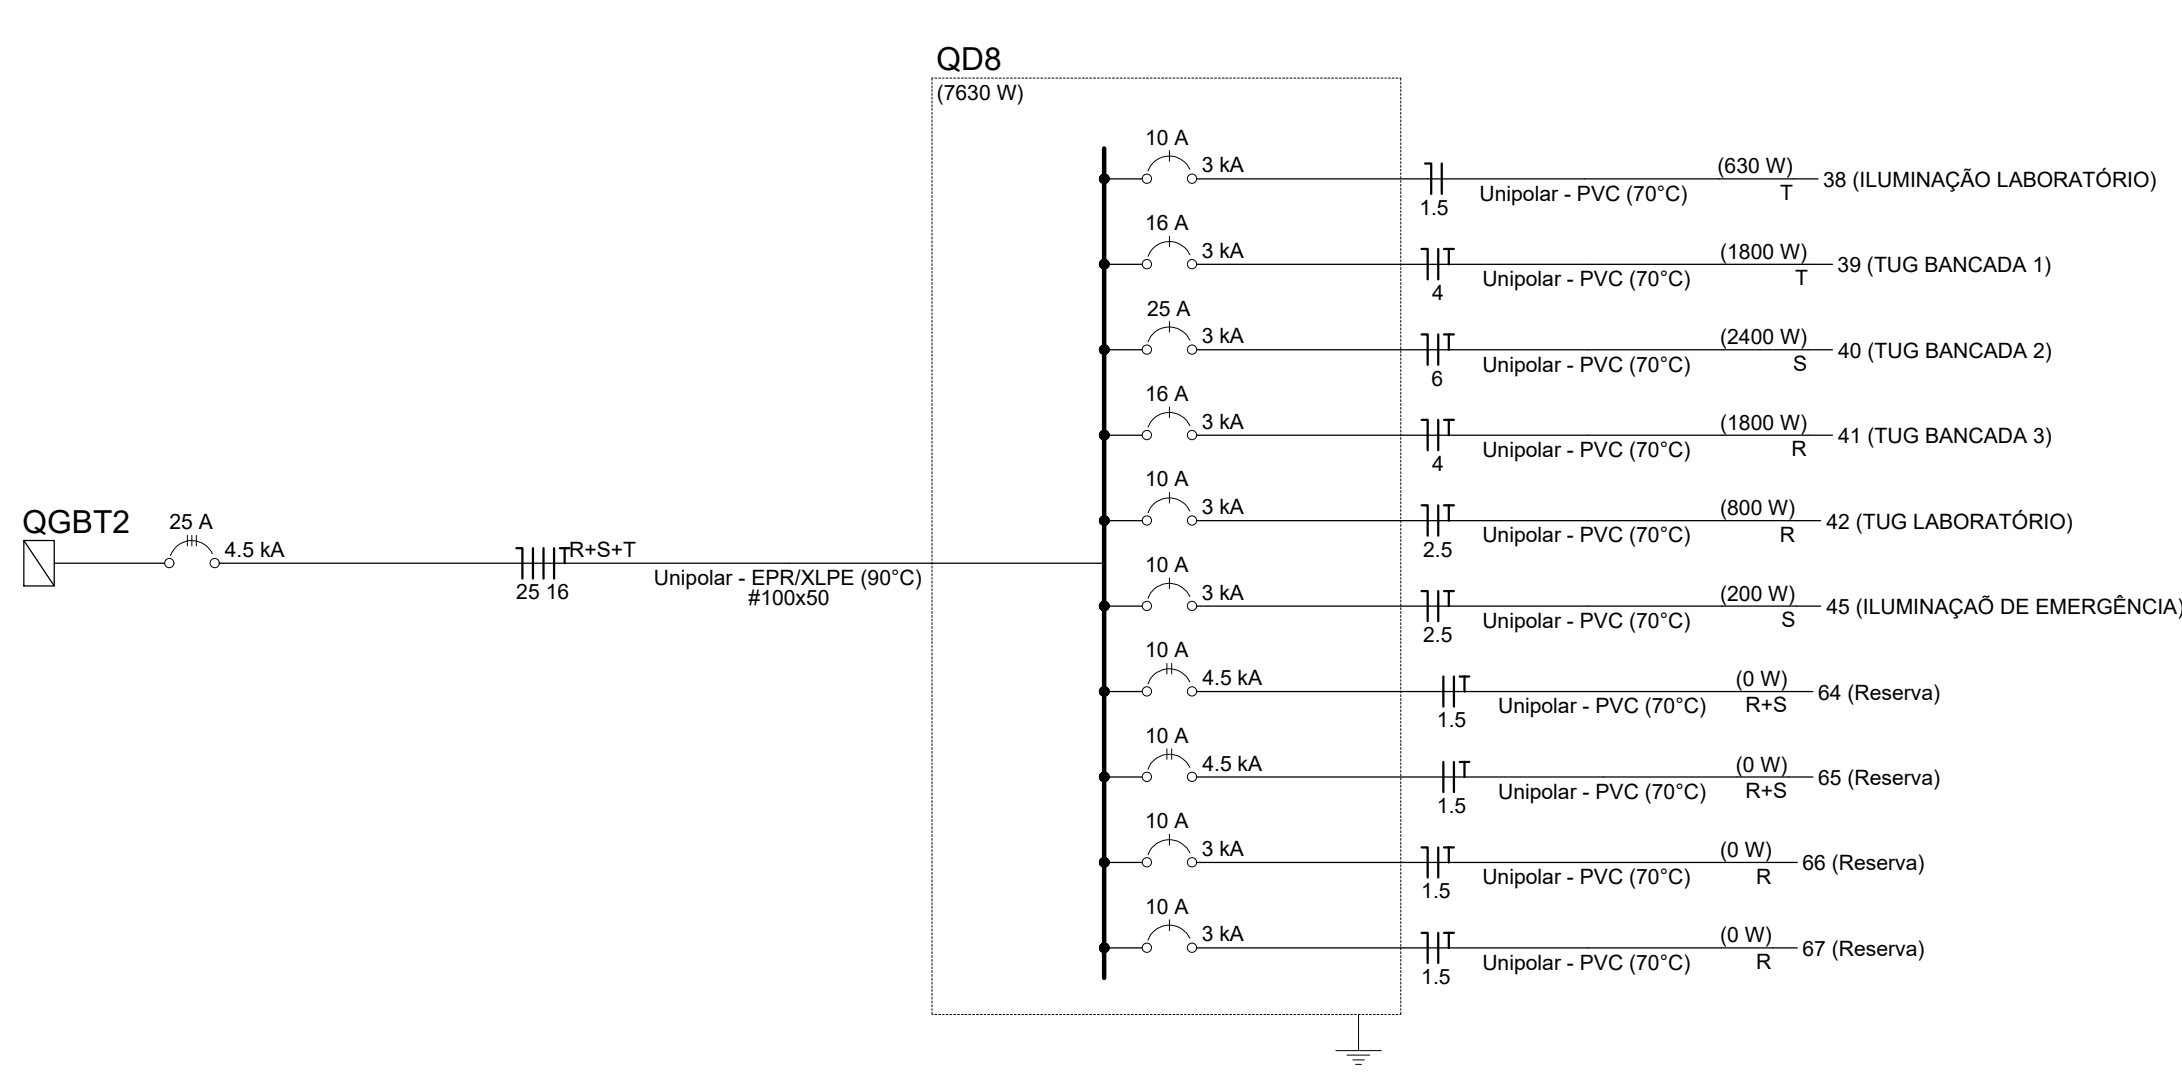 QD8
(7630 W)
10 A
3 kA
1.5
Unipolar - PVC (70°C)
(630 W)
T
38 (ILUMINAÇÃO LABORATÓRIO)
16 A
3 kA
T
4
Unipolar - PVC (70°C)
(1800 W)
T
39 (TUG BANCADA 1)
25 A
3 kA
T
6
Unipolar - PVC (70°C)
(2400 W)
S
40 (TUG BANCADA 2)
16 A
3 kA
T
4
Unipolar - PVC (70°C)
(1800 W)
R
41 (TUG BANCADA 3)
10 A
3 kA
T
2.5
Unipolar - PVC (70°C)
(800 W)
R
42 (TUG LABORATÓRIO)
QGBT2
25 A
4.5 kA
T
R+S+T
25 16
Unipolar - EPR/XLPE (90°C)
#100x50
10 A
3 kA
T
2.5
Unipolar - PVC (70°C)
(200 W)
S
45 (ILUMINAÇAÕ DE EMERGÊNCIA)
10 A
4.5 kA
T
1.5
Unipolar - PVC (70°C)
(0 W)
R+S
64 (Reserva)
10 A
4.5 kA
T
1.5
Unipolar - PVC (70°C)
(0 W)
R+S
65 (Reserva)
10 A
3 kA
T
1.5
Unipolar - PVC (70°C)
(0 W)
R
66 (Reserva)
10 A
3 kA
T
1.5
Unipolar - PVC (70°C)
(0 W)
R
67 (Reserva)